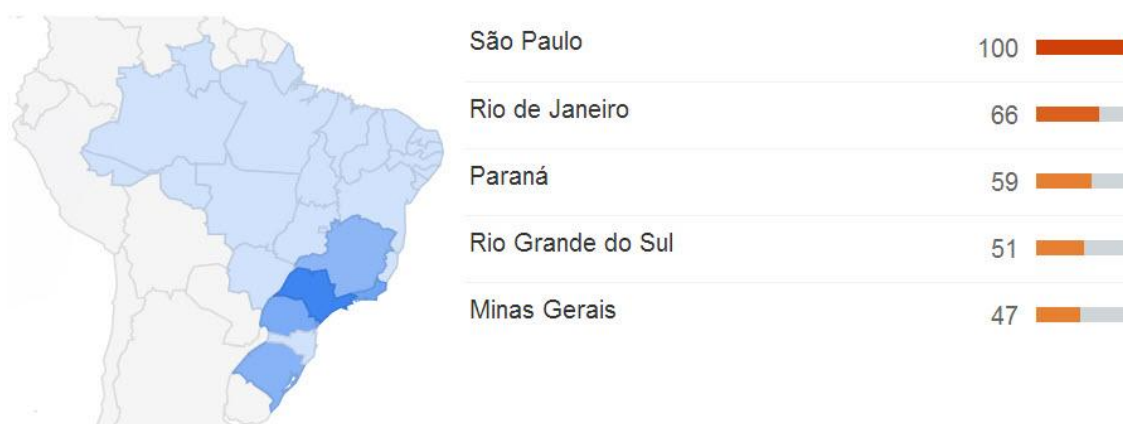 São Paulo 100
Rio de Janeiro 66
Paraná 59
Rio Grande do Sul 51
Minas Gerais 47